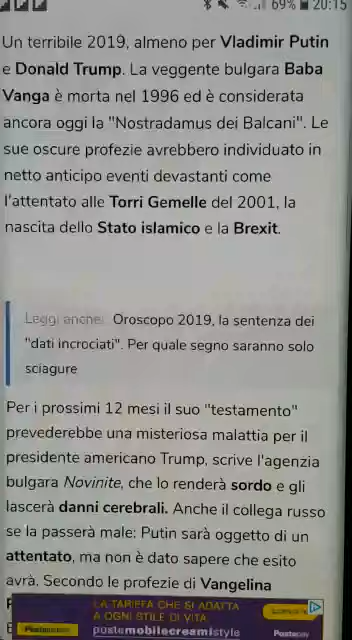 69% 20:15
Un terribile 2019, almeno per Vladimir Putin
e Donald Trump. La veggente bulgara Baba
Vanga è morta nel 1996 ed è considerata
ancora oggi la "Nostradamus dei Balcani". Le
sue oscure profezie avrebbero individuato in
netto anticipo eventi devastanti come
l'attentato alle Torri Gemelle del 2001, la
nascita dello Stato islamico e la Brexit.
Leggi anche: Oroscopo 2019, la sentenza dei
"dati incrociati". Per quale segno saranno solo
sciagure
Per i prossimi 12 mesi il suo "testamento"
prevederebbe una misteriosa malattia per il
presidente americano Trump, scrive l'agenzia
bulgara Novinite, che lo renderà sordo e gli
lascerà danni cerebrali. Anche il collega russo
se la passerà male: Putin sarà oggetto di un
attentato, ma non è dato sapere che esito
avrà. Secondo le profezie di Vangelina
LA TARIFFA CHE SI ADATTA
A OGNI STILE DI VITA
postemobilecreamistyle